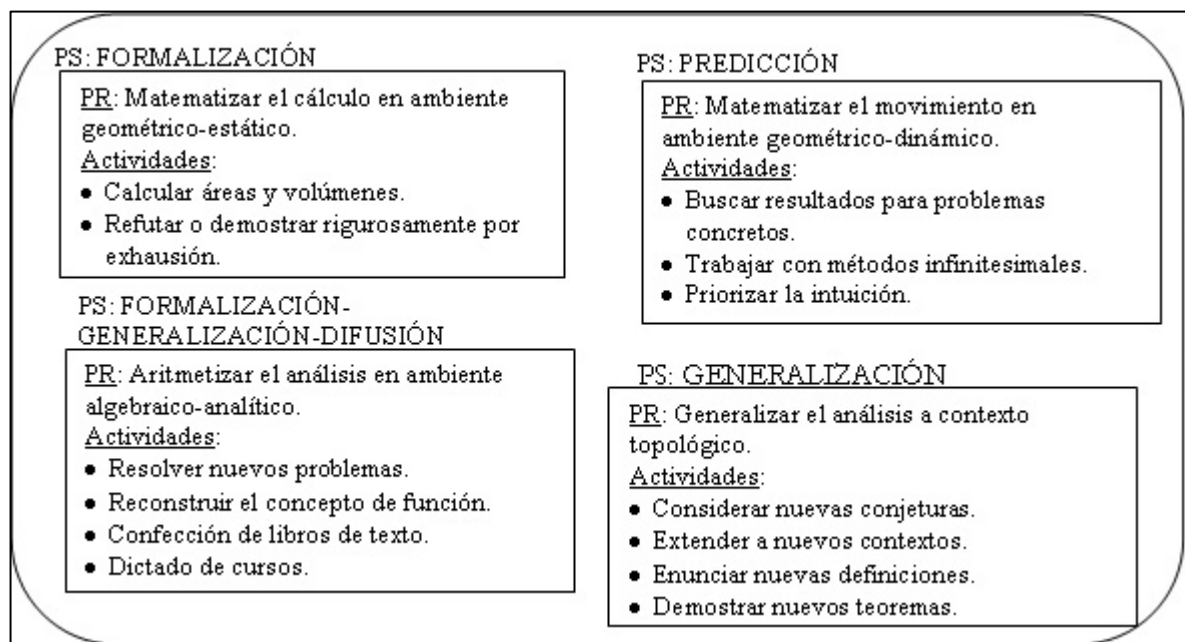 PS: FORMALIZACIÓN
PR: Matematizar el cálculo en ambiente
geométrico-estático.
Actividades:
● Calcular áreas y volúmenes.
● Refutar o demostrar rigurosamente por
exhausión.
PS: PREDICCIÓN
PR: Matematizar el movimiento en
ambiente geométrico-dinámico.
Actividades:
● Buscar resultados para problemas
concretos.
● Trabajar con métodos infinitesimales.
● Priorizar la intuición.
PS: FORMALIZACIÓN-
GENERALIZACIÓN-DIFUSIÓN
PR: Aritmetizar el análisis en ambiente
algebraico-analítico.
Actividades:
● Resolver nuevos problemas.
● Reconstruir el concepto de función.
● Confección de libros de texto.
● Dictado de cursos.
PS: GENERALIZACIÓN
PR: Generalizar el análisis a contexto
topológico.
Actividades:
● Considerar nuevas conjeturas.
● Extender a nuevos contextos.
● Enunciar nuevas definiciones.
● Demostrar nuevos teoremas.